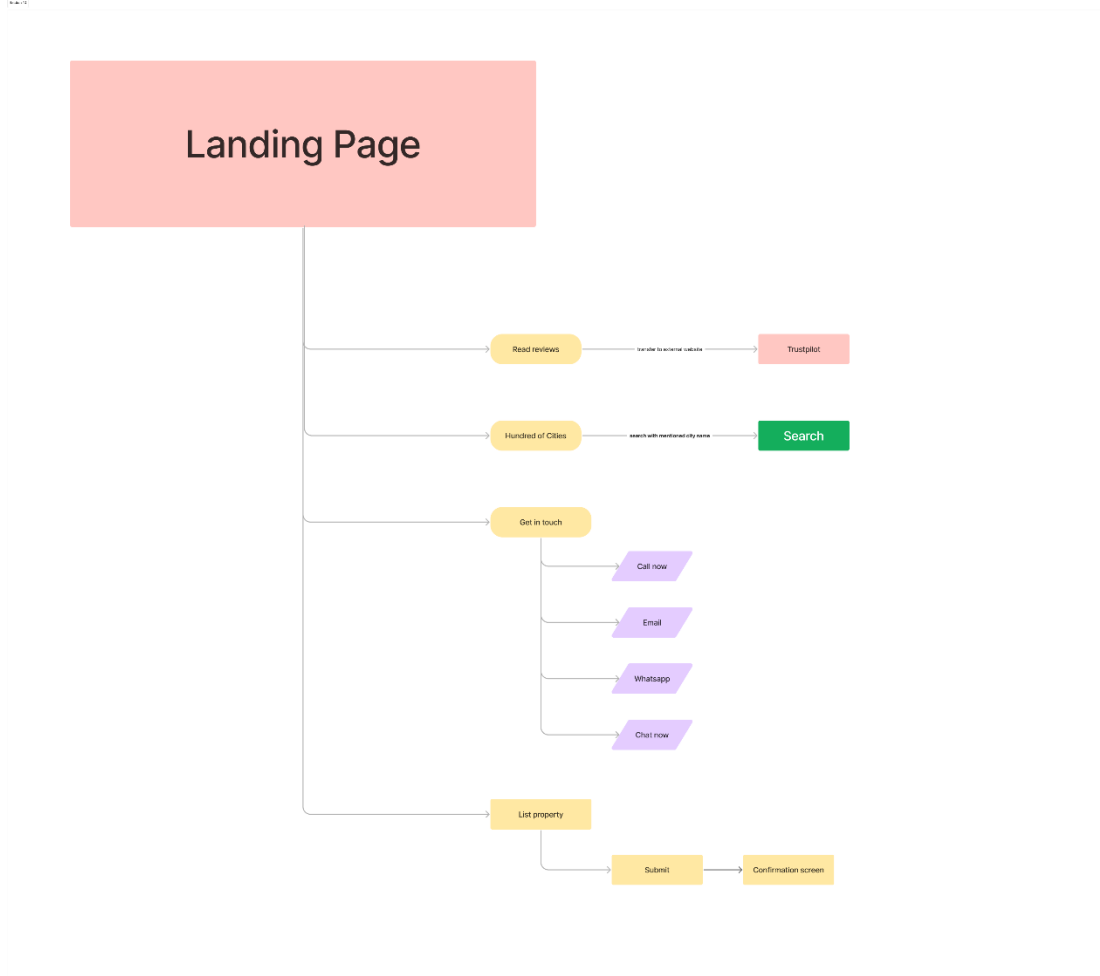 Landing Page
Read reviews
transfer to external website
Trustpilot
Hundred of Cities
search with mentioned city name
Search
Get in touch
Call now
Email
Whatsapp
Chat now
List property
Submit
Confirmation screen